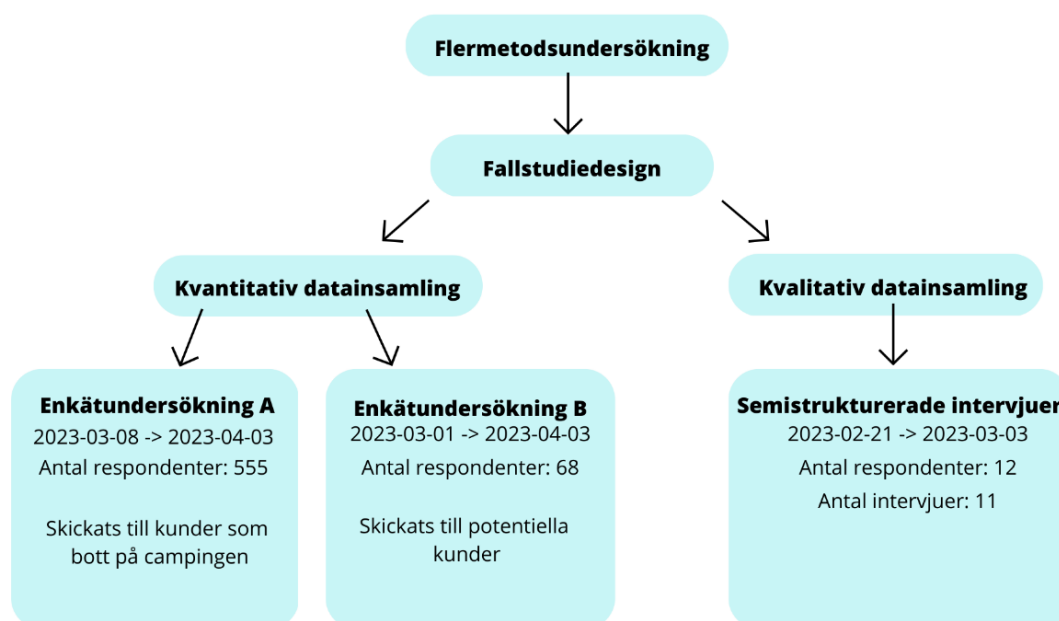 Flermetodsundersökning
Fallstudiedesign
Kvantitativ datainsamling
Kvalitativ datainsamling
Enkätundersökning A
2023-03-08 -> 2023-04-03
Antal respondenter: 555
Skickats till kunder som
bott på campingen
Enkätundersökning B
2023-03-01 -> 2023-04-03
Antal respondenter: 68
Skickats till potentiella
kunder
Semistrukturerade intervjuer
2023-02-21 -> 2023-03-03
Antal respondenter: 12
Antal intervjuer: 11